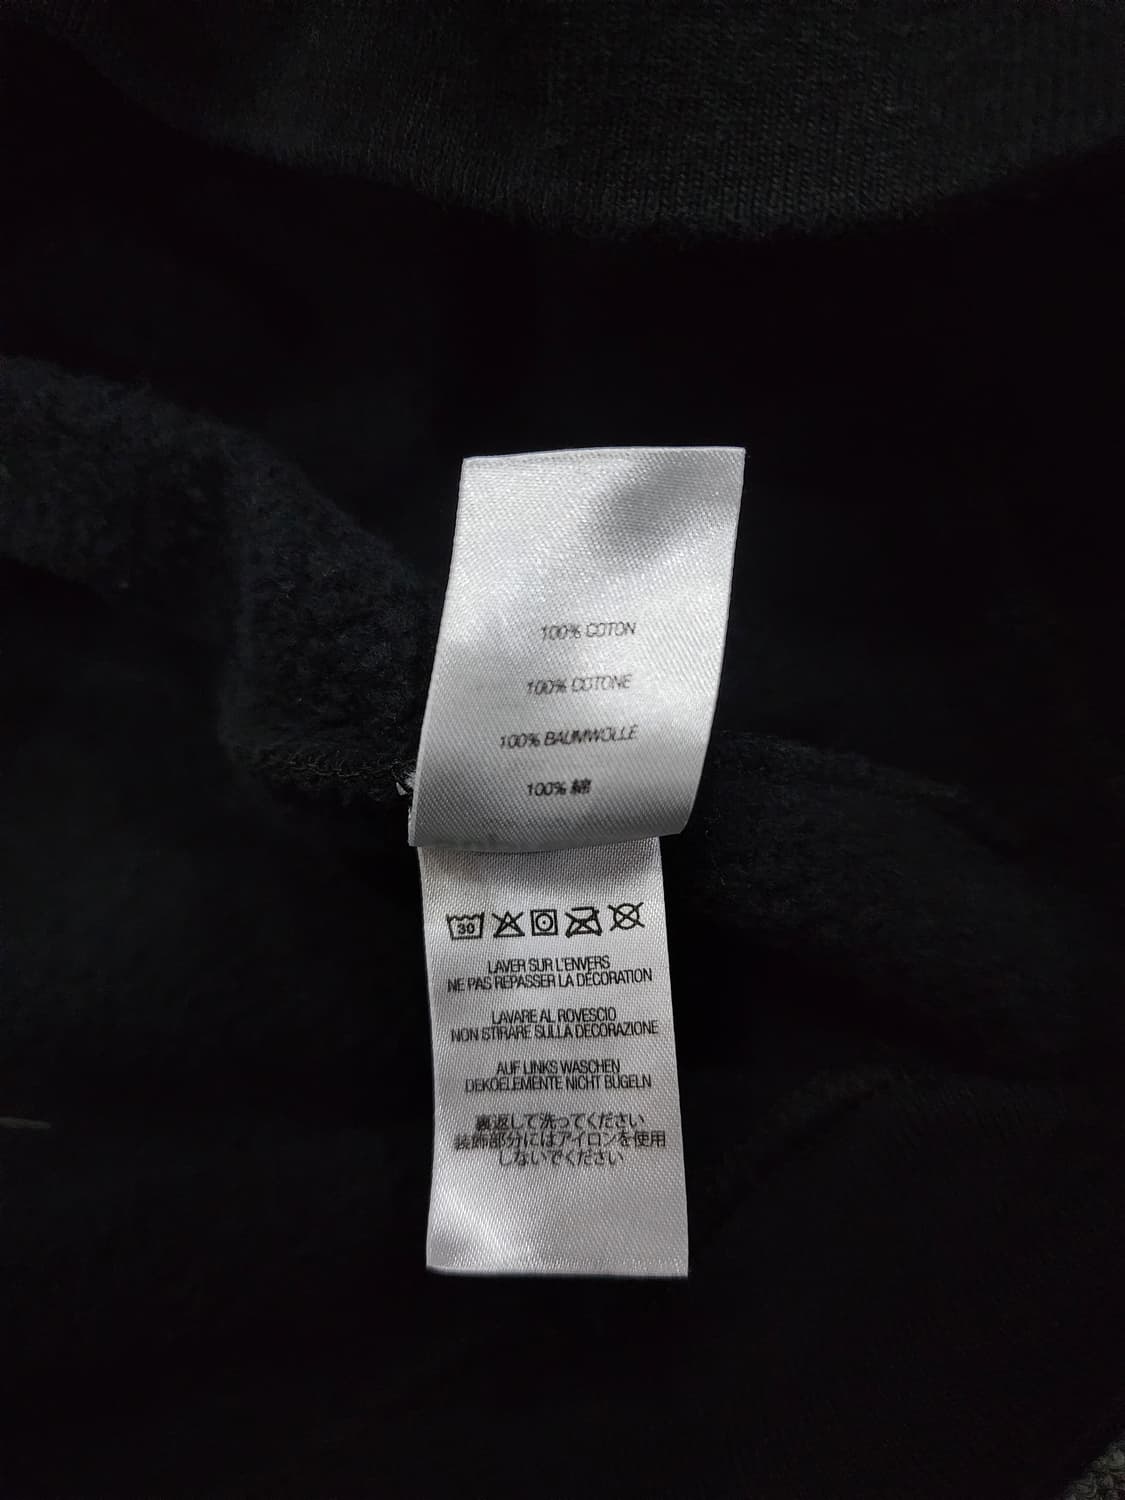 100% COTON
100% COTONE
100% BAUMWOLLE
100% 綿
30
LAVER SUR L'ENVERS
NE PAS REPASSER LA DÉCORATION
LAVARE AL ROVESCIO
NON STIRARE SULLA DECORAZIONE
AUF LINKS WASCHEN
DEKOELEMENTE NICHT BÜGELN
裏返して洗ってください
装飾部分にはアイロンを使用
しないでください